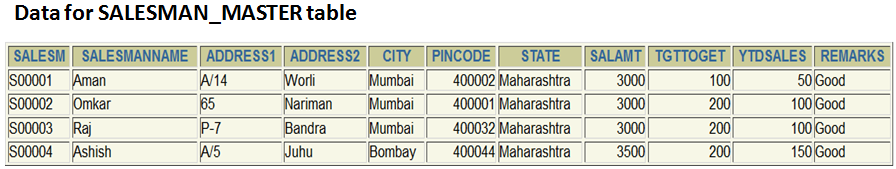 Data for SALESMAN_MASTER table
SALESM SALESMANNAME ADDRESS1 ADDRESS2 CITY PINCODE STATE SALAMT TGTTOGET YTDSALES REMARKS
S00001 Aman A/14 Worli Mumbai 400002 Maharashtra 3000 100 50 Good
S00002 Omkar 65 Nariman Mumbai 400001 Maharashtra 3000 200 100 Good
S00003 Raj P-7 Bandra Mumbai 400032 Maharashtra 3000 200 100 Good
S00004 Ashish A/5 Juhu Bombay 400044 Maharashtra 3500 200 150 Good